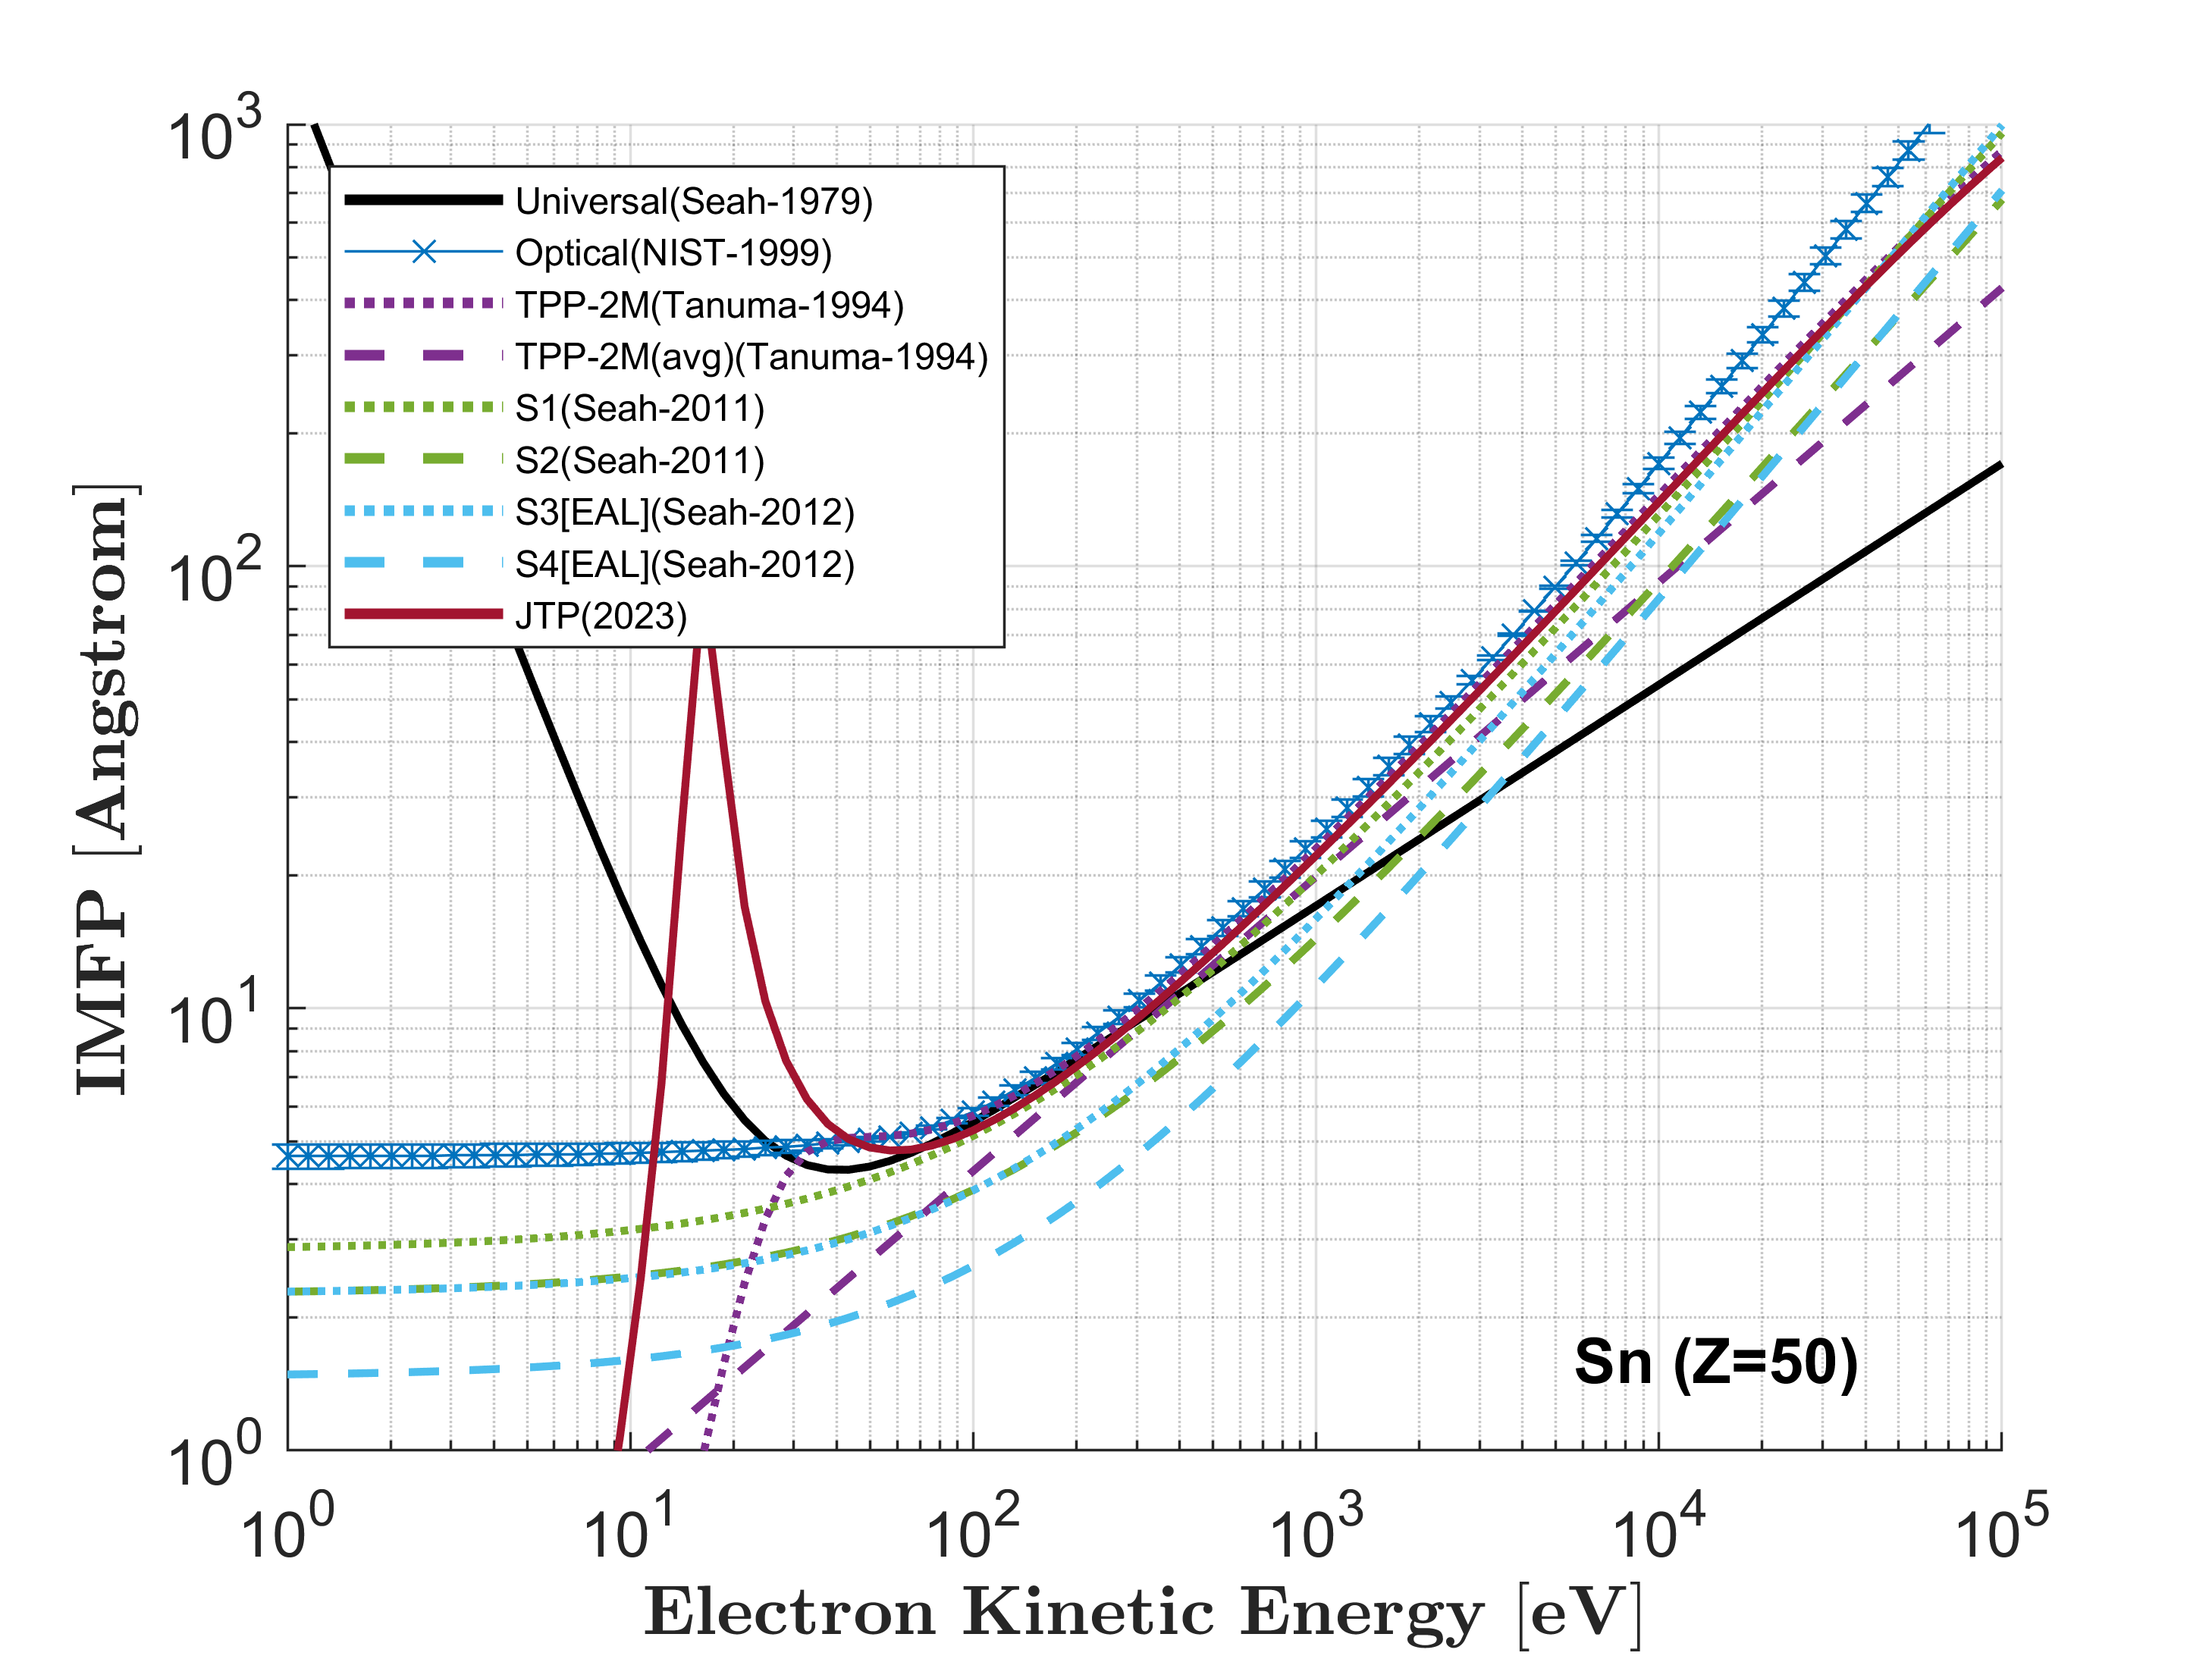 10^3
10^2
10^1
10^0
IMFP [Angstrom]
Universal(Seah-1979)
Optical(NIST-1999)
TPP-2M(Tanuma-1994)
TPP-2M(avg)(Tanuma-1994)
S1(Seah-2011)
S2(Seah-2011)
S3[EAL](Seah-2012)
S4[EAL](Seah-2012)
JTP(2023)
Sn (Z=50)
10^0 10^1 10^2 10^3 10^4 10^5
Electron Kinetic Energy [eV]